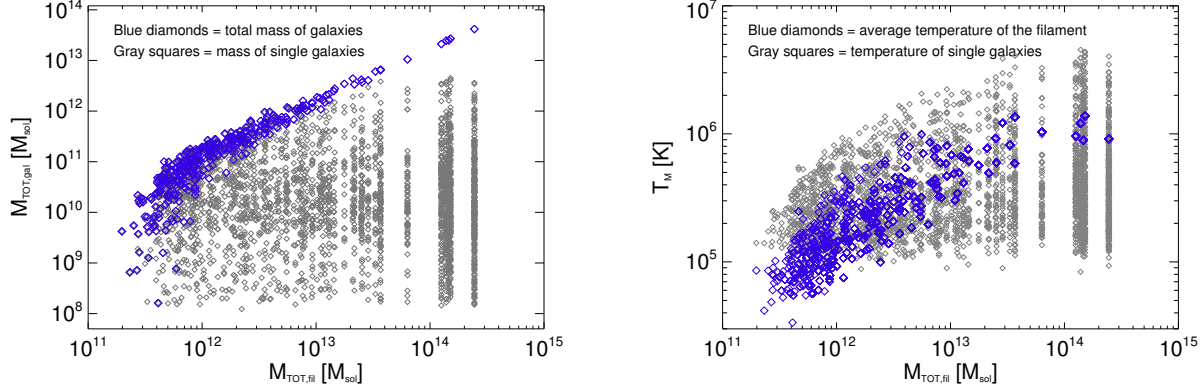 Blue diamonds = total mass of galaxies
Gray squares = mass of single galaxies
10^14
10^13
10^12
10^11
10^10
10^9
10^8
M_TOT,gal [M_sol]
10^11 10^12 10^13 10^14 10^15
M_TOT,fil [M_sol]
Blue diamonds = average temperature of the filament
Gray squares = temperature of single galaxies
10^7
10^6
10^5
T_M [K]
10^11 10^12 10^13 10^14 10^15
M_TOT,fil [M_sol]